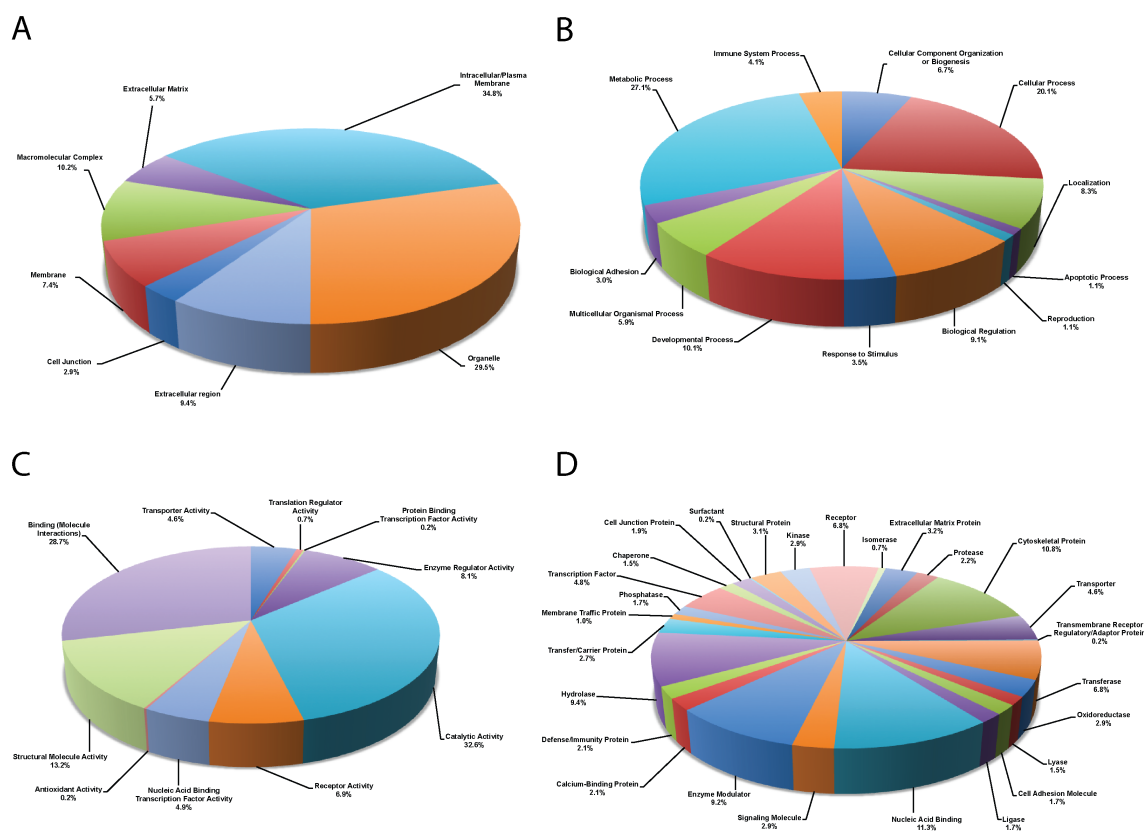 A
Intracellular/Plasma
Membrane
34.8%
Extracellular Matrix
5.7%
Macromolecular Complex
10.2%
Membrane
7.4%
Cell Junction
2.9%
Extracellular region
9.4%
Organelle
29.5%
B
Immune System Process
4.1%
Cellular Component Organization
or Biogenesis
6.7%
Metabolic Process
27.1%
Cellular Process
20.1%
Localization
8.3%
Biological Adhesion
3.0%
Apoptotic Process
1.1%
Multicellular Organismal Process
5.9%
Reproduction
1.1%
Developmental Process
10.1%
Biological Regulation
9.1%
Response to Stimulus
3.5%
C
Translation Regulator
Activity
0.7%
Transporter Activity
4.6%
Protein Binding
Transcription Factor Activity
0.2%
Binding (Molecule
Interactions)
28.7%
Enzyme Regulator Activity
8.1%
Catalytic Activity
32.6%
Structural Molecule Activity
13.2%
Antioxidant Activity
0.2%
Nucleic Acid Binding
Transcription Factor Activity
4.9%
Receptor Activity
6.9%
D
Surfactant
0.2%
Cell Junction Protein
1.9%
Structural Protein
3.1%
Kinase
2.9%
Receptor
6.8%
Isomerase
0.7%
Extracellular Matrix Protein
3.2%
Cytoskeletal Protein
10.8%
Protease
2.2%
Chaperone
1.5%
Transcription Factor
4.8%
Transporter
4.6%
Phosphatase
1.7%
Membrane Traffic Protein
1.0%
Transmembrane Receptor
Regulatory/Adaptor Protein
0.2%
Transfer/Carrier Protein
2.7%
Transferase
6.8%
Hydrolase
9.4%
Oxidoreductase
2.9%
Defense/Immunity Protein
2.1%
Lyase
1.5%
Calcium-Binding Protein
2.1%
Cell Adhesion Molecule
1.7%
Enzyme Modulator
9.2%
Signaling Molecule
2.9%
Nucleic Acid Binding
11.3%
Ligase
1.7%